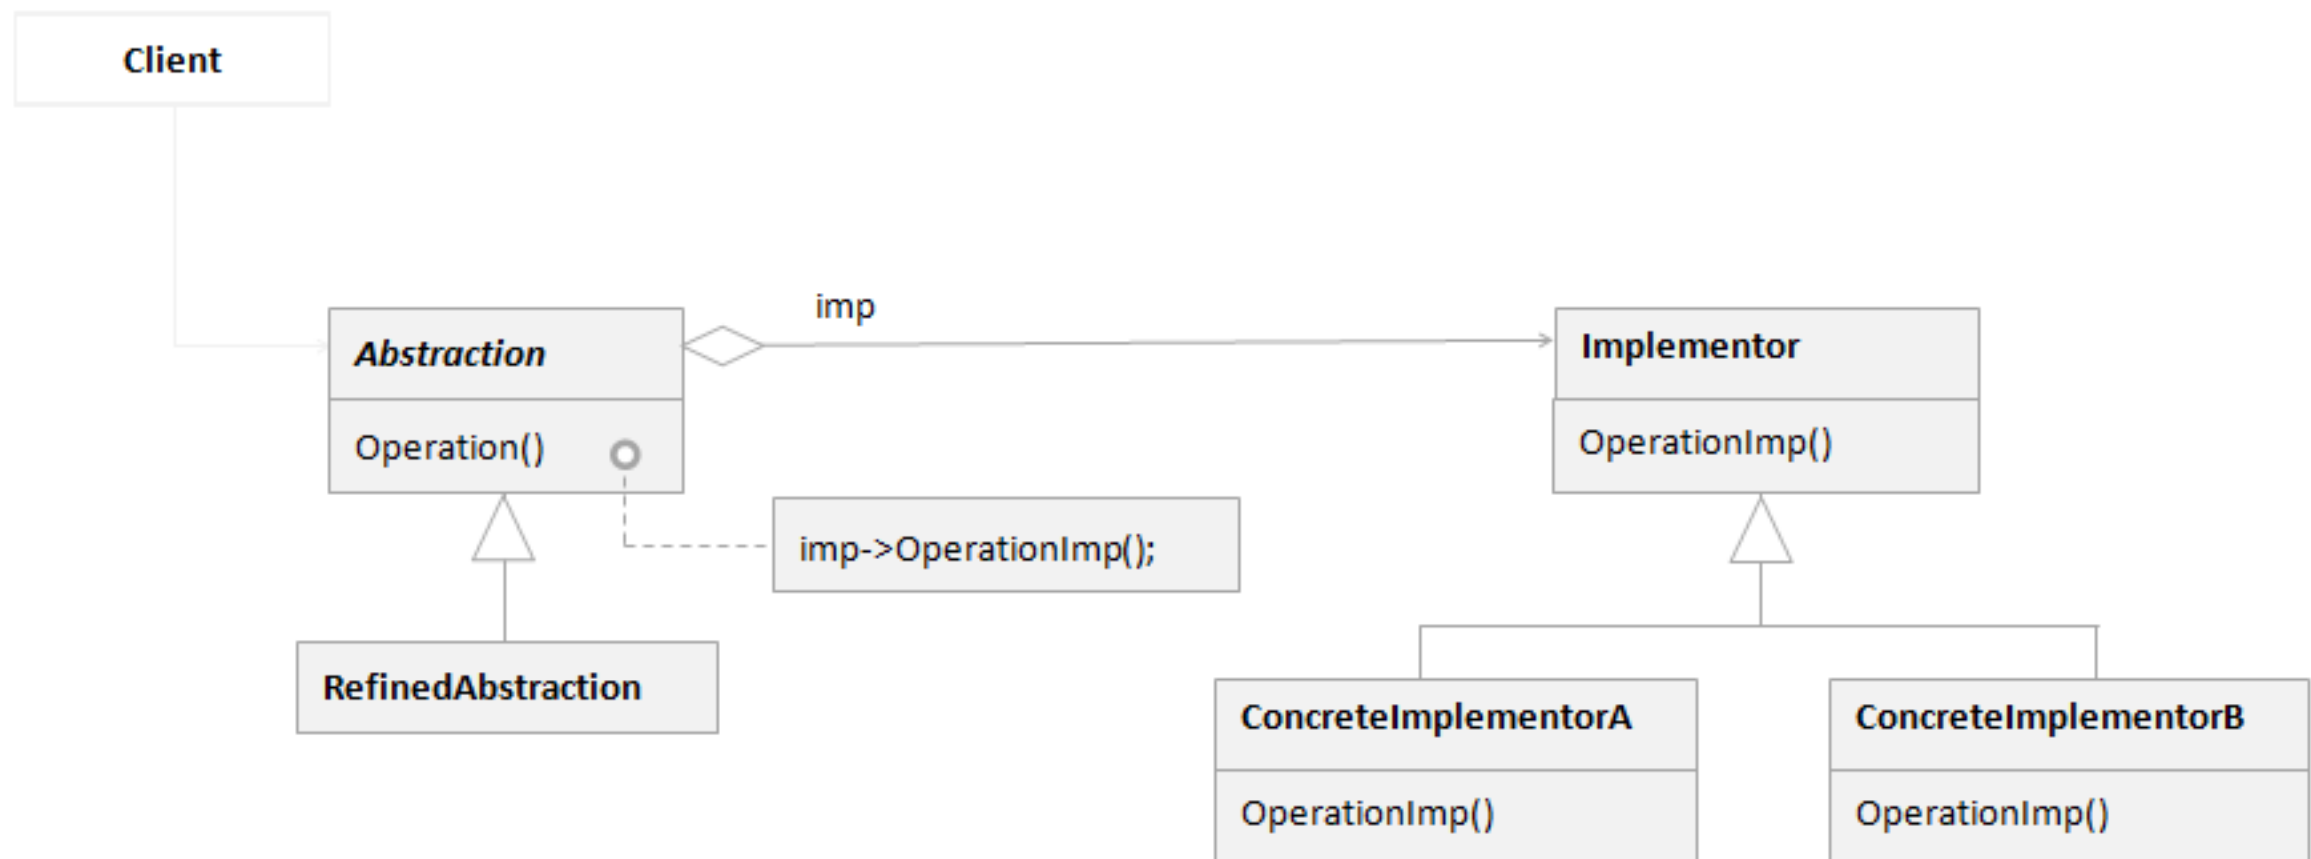 Client
imp
Abstraction
Implementor
Operation()
OperationImp()
imp->OperationImp();
RefinedAbstraction
ConcreteImplementorA
ConcreteImplementorB
OperationImp()
OperationImp()